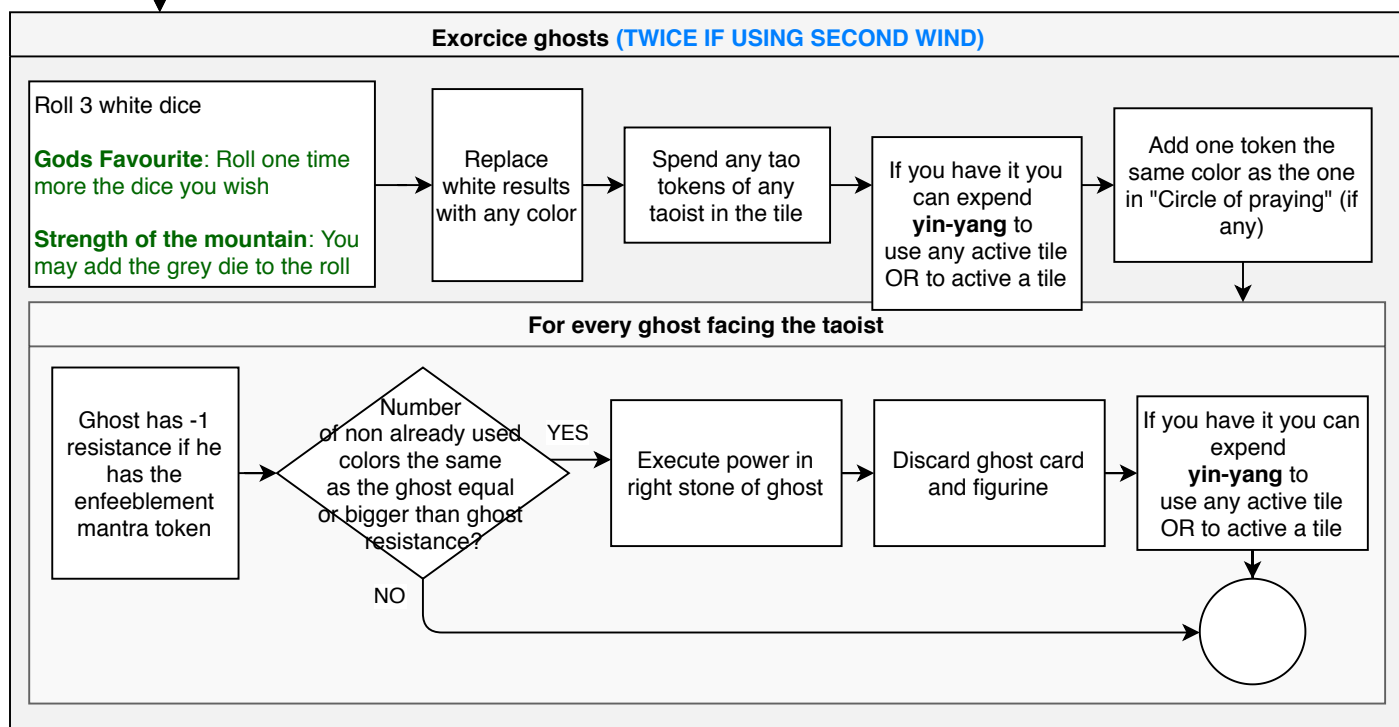 Exorcice ghosts (TWICE IF USING SECOND WIND)
Roll 3 white dice
Gods Favourite: Roll one time
more the dice you wish
Strength of the mountain: You
may add the grey die to the roll
Replace
white results
with any color
Spend any tao
tokens of any
taoist in the tile
If you have it you
can expend
yin-yang to
use any active tile
OR to active a tile
Add one token the
same color as the one
in "Circle of praying" (if
any)
For every ghost facing the taoist
Ghost has -1
resistance if he
has the
enfeeblement
mantra token
Number
of non already used
colors the same
as the ghost equal
or bigger than ghost
resistance?
YES
NO
Execute power in
right stone of ghost
Discard ghost card
and figurine
If you have it you can
expend
yin-yang to
use any active tile
OR to active a tile